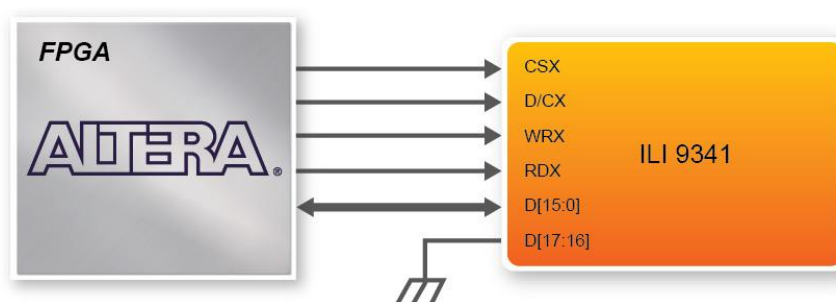 FPGA
ALTERA®
CSX
D/CX
WRX
RDX
D[15:0]
D[17:16]
ILI 9341